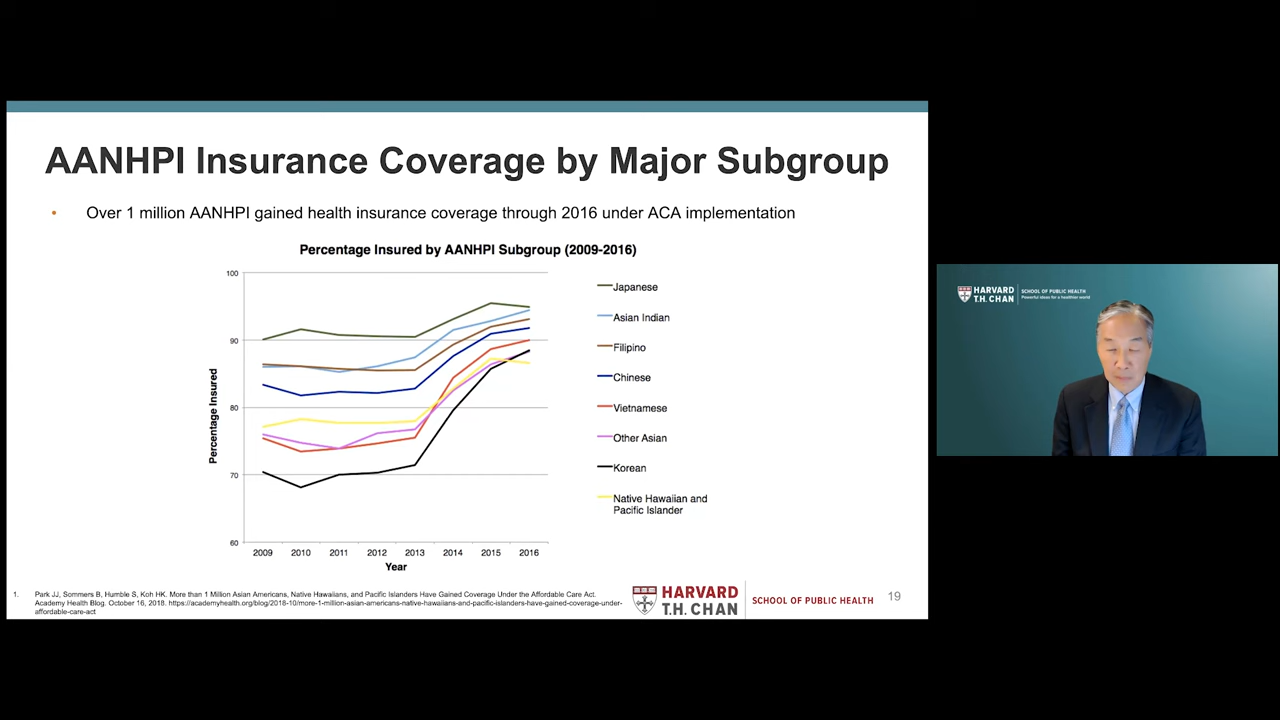 AANHPI Insurance Coverage by Major Subgroup
• Over 1 million AANHPI gained health insurance coverage through 2016 under ACA implementation
Percentage Insured by AANHPI Subgroup (2009-2016)
100
90
80
70
60
Percentage Insured
2009 2010 2011 2012 2013 2014 2015 2016
Year
Japanese
Asian Indian
Filipino
Chinese
Vietnamese
Other Asian
Korean
Native Hawaiian and
Pacific Islander
1. Park JJ, Sommers B, Humble S, Koh HK. More than 1 Million Asian Americans, Native Hawaiians, and Pacific Islanders Have Gained Coverage Under the Affordable Care Act.
Academy Health Blog. October 16, 2018. https://academyhealth.org/blog/2018-10/more-1-million-asian-americans-native-hawaiians-and-pacific-islanders-have-gained-coverage-under-
affordable-care-act
HARVARD
T.H. CHAN
SCHOOL OF PUBLIC HEALTH
19
HARVARD
T.H. CHAN
SCHOOL OF PUBLIC HEALTH
Powerful ideas for a healthier world